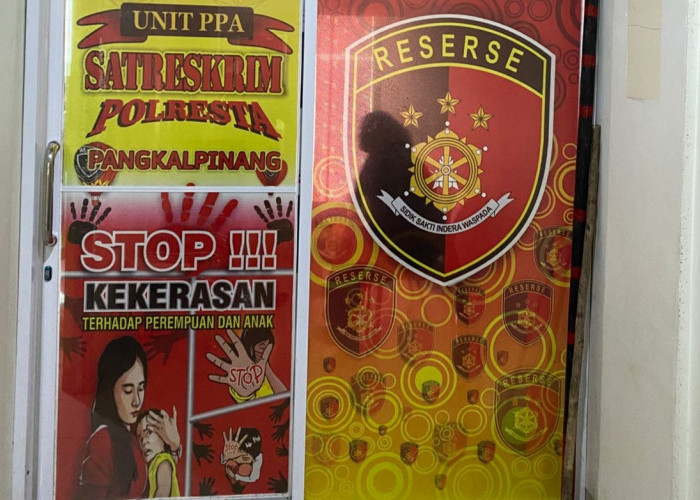 UNIT PPA
SATRESKRIM
POLRESTA
PANGKALPINANG
STOP !!!
KEKERASAN
TERHADAP PEREMPUAN DAN ANAK
STOP
STOP
RESERSE
SIDIK SAKTI INDERA WASPADA
RESERSE
RESERSE
RESERSE